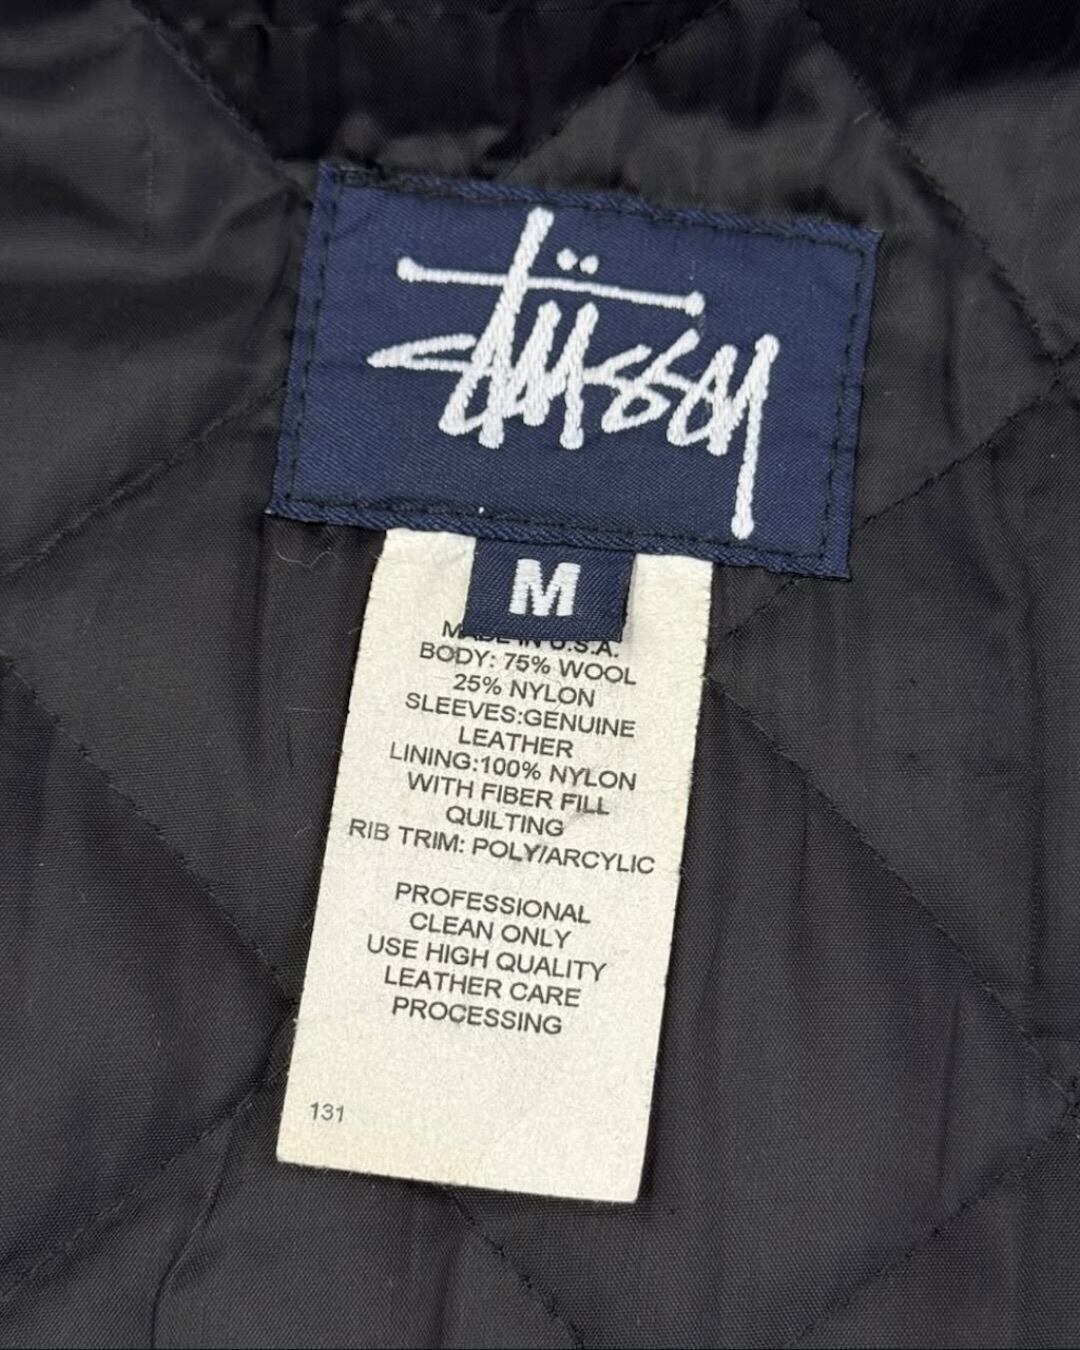 Stüssy
M
MADE IN U.S.A.
BODY: 75% WOOL
25% NYLON
SLEEVES:GENUINE
LEATHER
LINING:100% NYLON
WITH FIBER FILL
QUILTING
RIB TRIM: POLY/ARCYLIC
PROFESSIONAL
CLEAN ONLY
USE HIGH QUALITY
LEATHER CARE
PROCESSING
131